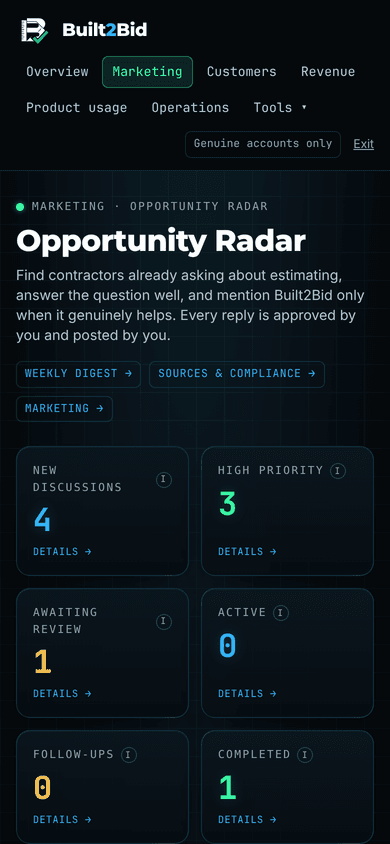 Built2Bid
Overview Marketing Customers Revenue
Product usage Operations Tools ▾
Genuine accounts only Exit
MARKETING · OPPORTUNITY RADAR
Opportunity Radar
Find contractors already asking about estimating,
answer the question well, and mention Built2Bid only
when it genuinely helps. Every reply is approved by
you and posted by you.
WEEKLY DIGEST → SOURCES & COMPLIANCE →
MARKETING →
NEW
DISCUSSIONS I
4
DETAILS →
HIGH PRIORITY I
3
DETAILS →
AWAITING
REVIEW I
1
DETAILS →
ACTIVE I
0
DETAILS →
FOLLOW-UPS I
0
DETAILS →
COMPLETED I
1
DETAILS →